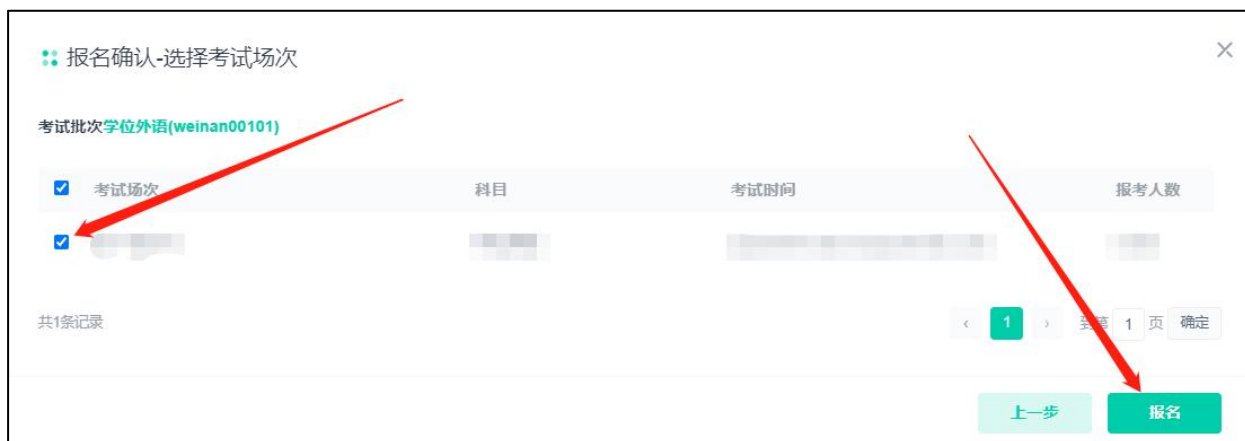 报名确认-选择考试场次
考试批次学位外语(weinan00101)
考试场次 科目 考试时间 报考人数
共1条记录
1 到第 1 页 确定
上一步 报名